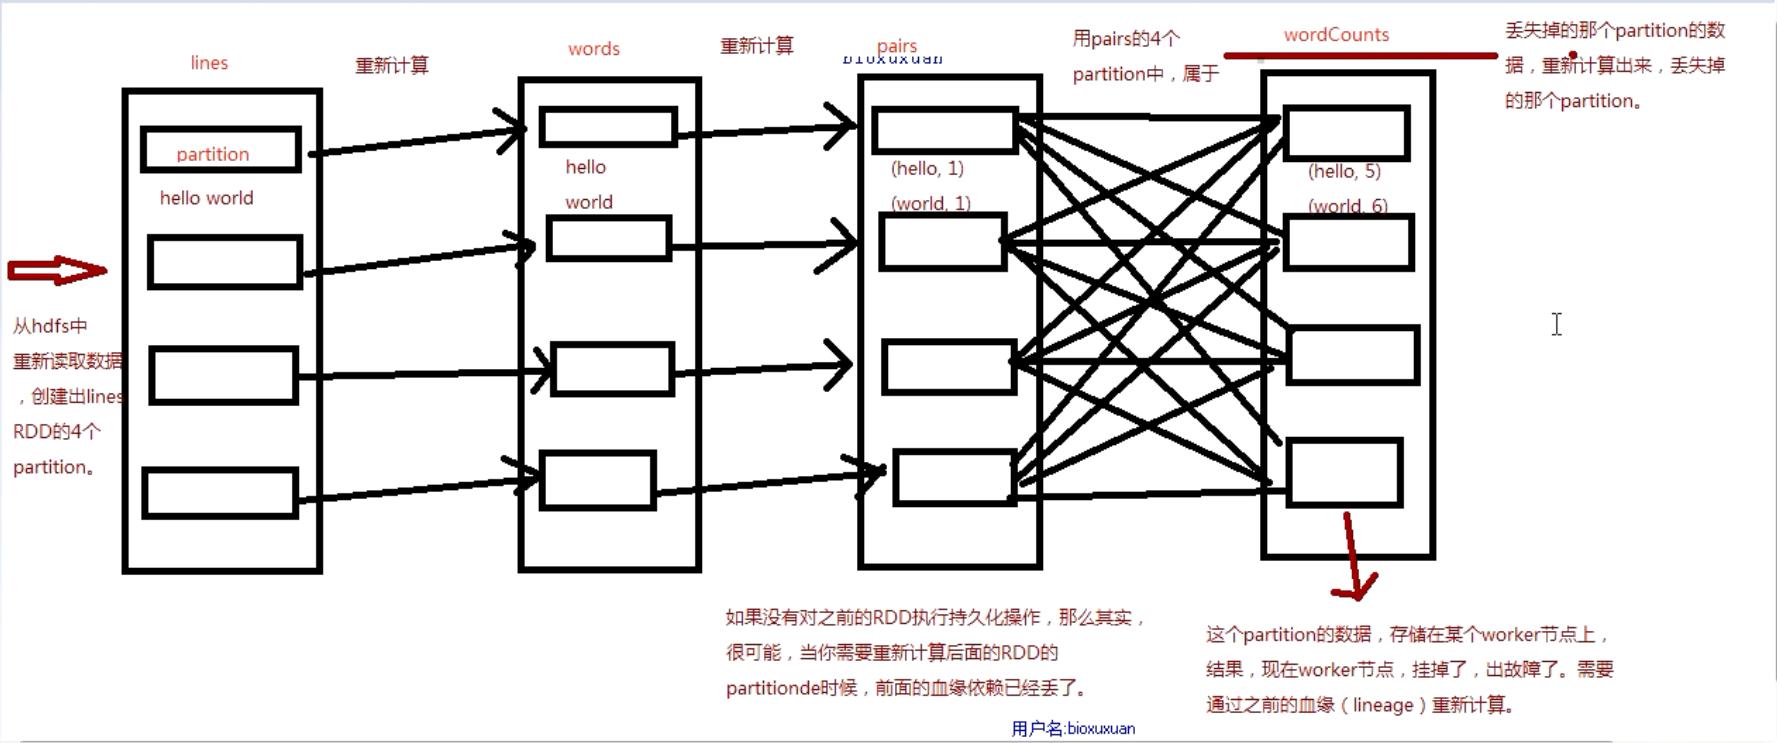 lines
重新计算
words
重新计算
pairs
bioxuxuan
用pairs的4个
partition中，属于
wordCounts
丢失掉的那个partition的数
据，重新计算出来，丢失掉
的那个partition。
partition
hello world
hello
world
(hello, 1)
(world, 1)
(hello, 5)
(world, 6)
从hdfs中
重新读取数据
，创建出lines
RDD的4个
partition。
如果没有对之前的RDD执行持久化操作，那么其实，
很可能，当你需要重新计算后面的RDD的
partitionde时候，前面的血缘依赖已经丢了。
这个partition的数据，存储在某个worker节点上，
结果，现在worker节点，挂掉了，出故障了。需要
通过之前的血缘（lineage）重新计算。
用户名:bioxuxuan